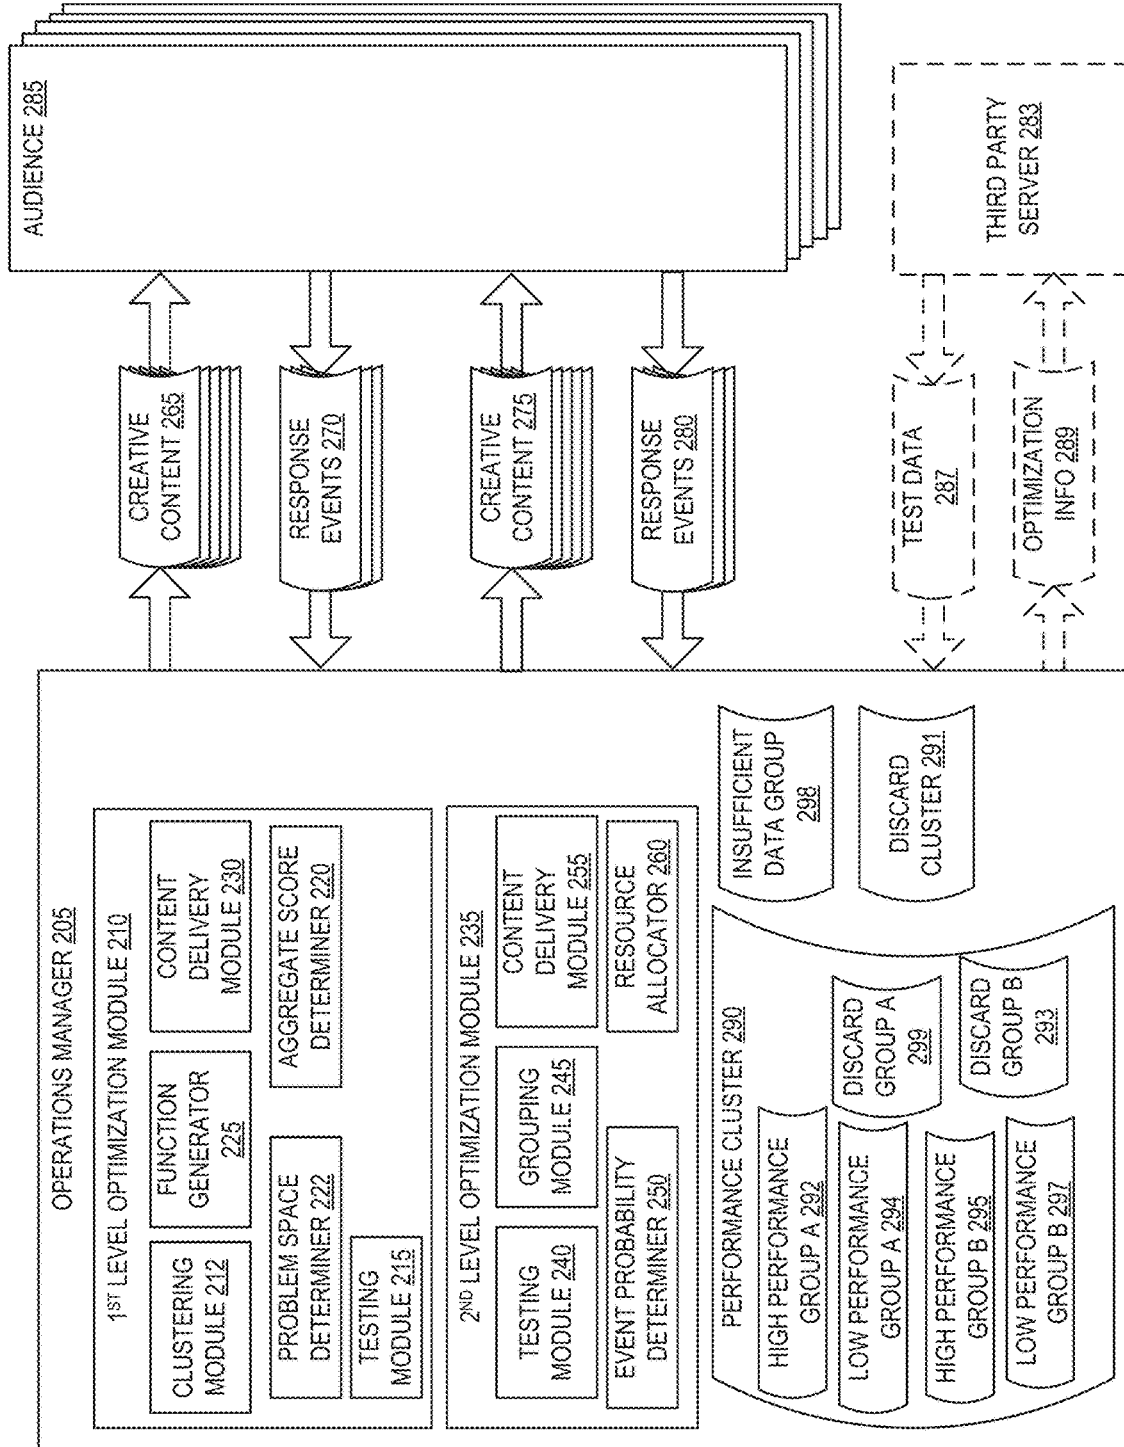 OPERATIONS MANAGER 205
1ST LEVEL OPTIMIZATION MODULE 210
CLUSTERING
MODULE 212
FUNCTION
GENERATOR
225
CONTENT
DELIVERY
MODULE 230
PROBLEM SPACE
DETERMINER 222
AGGREGATE SCORE
DETERMINER 220
TESTING
MODULE 215
2ND LEVEL OPTIMIZATION MODULE 235
TESTING
MODULE 240
GROUPING
MODULE 245
CONTENT
DELIVERY
MODULE 255
EVENT PROBABILITY
DETERMINER 250
RESOURCE
ALLOCATOR 260
PERFORMANCE CLUSTER 290
HIGH PERFORMANCE
GROUP A 292
LOW PERFORMANCE
GROUP A 294
HIGH PERFORMANCE
GROUP B 295
LOW PERFORMANCE
GROUP B 297
DISCARD
GROUP A
299
DISCARD
GROUP B
293
INSUFFICIENT
DATA GROUP
298
DISCARD
CLUSTER 291
CREATIVE
CONTENT 265
RESPONSE
EVENTS 270
CREATIVE
CONTENT 275
RESPONSE
EVENTS 280
TEST DATA
287
OPTIMIZATION
INFO 289
AUDIENCE 285
THIRD PARTY
SERVER 283